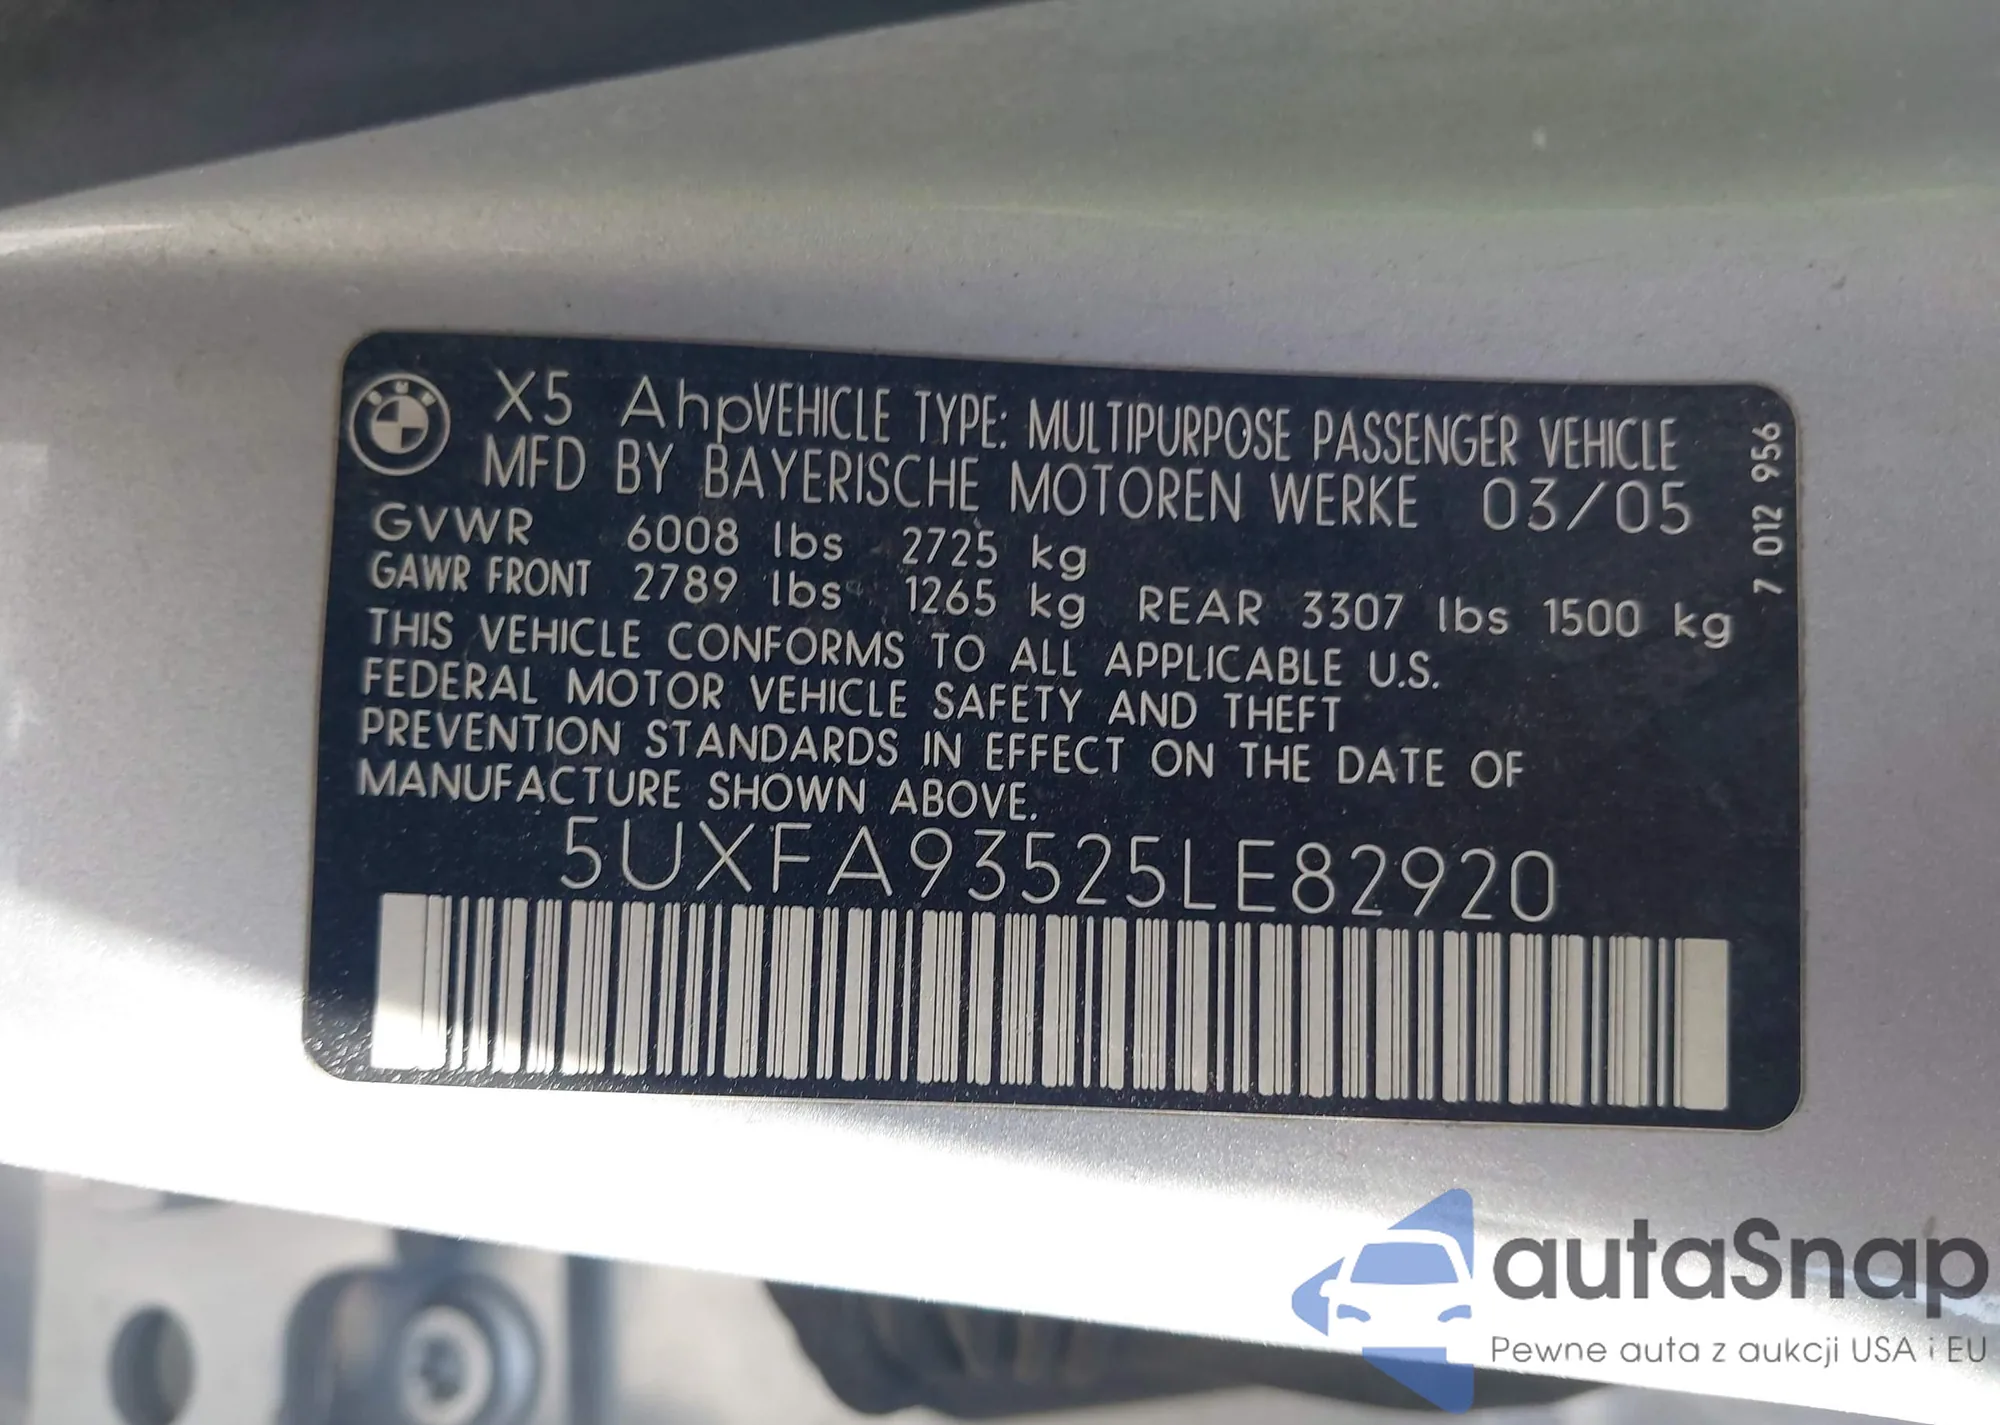 X5 AhpVEHICLE TYPE: MULTIPURPOSE PASSENGER VEHICLE
MFD BY BAYERISCHE MOTOREN WERKE 03/05
GVWR 6008 lbs 2725 kg
GAWR FRONT 2789 lbs 1265 kg REAR 3307 lbs 1500 kg
THIS VEHICLE CONFORMS TO ALL APPLICABLE U.S.
FEDERAL MOTOR VEHICLE SAFETY AND THEFT
PREVENTION STANDARDS IN EFFECT ON THE DATE OF
MANUFACTURE SHOWN ABOVE.
5UXFA93525LE82920
7 012 956
BMW
autaSnap
Pewne auta z aukcji USA i EU